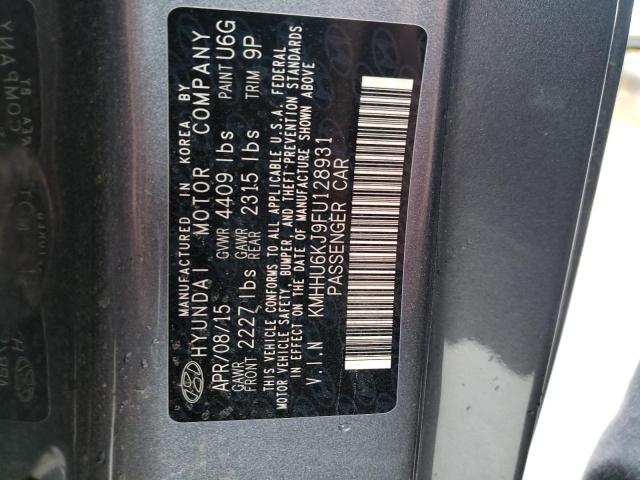 MANUFACTURED IN KOREA BY
HYUNDAI MOTOR COMPANY
APR/08/15 GVWR 4409 lbs PAINT U6G
GAWR FRONT 2227 lbs GAWR REAR 2315 lbs TRIM 9P
THIS VEHICLE CONFORMS TO ALL APPLICABLE U.S.A. FEDERAL
MOTOR VEHICLE SAFETY, BUMPER, AND THEFT-PREVENTION STANDARDS
IN EFFECT ON THE DATE OF MANUFACTURE SHOWN ABOVE
V.I.N KMHHU6KJ9FU128931
PASSENGER CAR